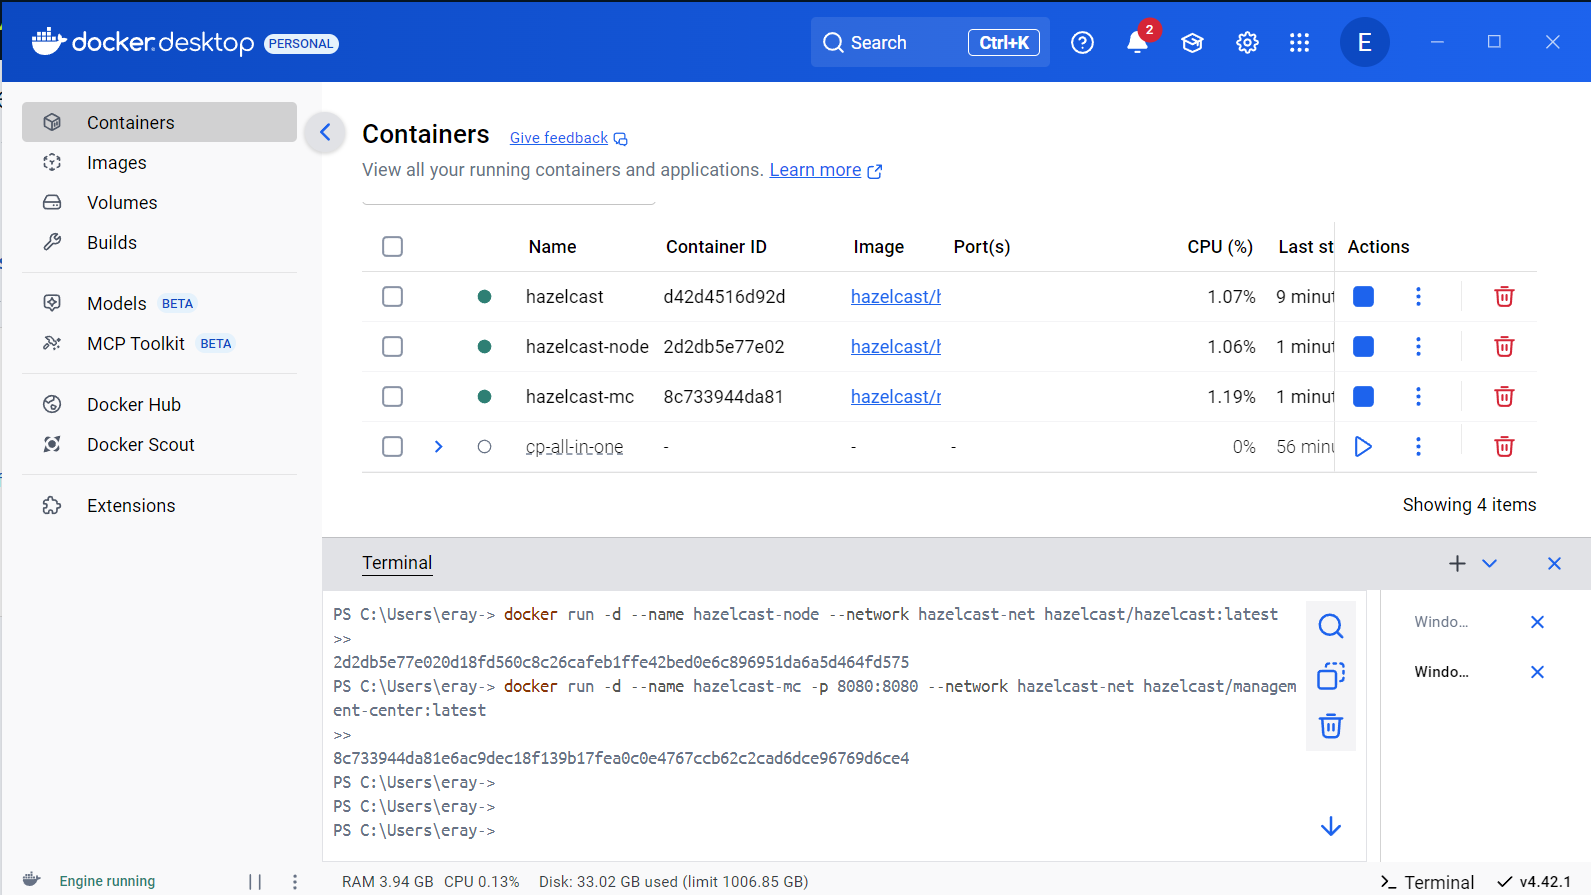 docker.desktop PERSONAL
Search Ctrl+K
2
E
Containers
Images
Volumes
Builds
Models BETA
MCP Toolkit BETA
Docker Hub
Docker Scout
Extensions
Containers Give feedback
View all your running containers and applications. Learn more
Name Container ID Image Port(s) CPU (%) Last st Actions
hazelcast d42d4516d92d hazelcast/h 1.07% 9 minut
hazelcast-node 2d2db5e77e02 hazelcast/h 1.06% 1 minut
hazelcast-mc 8c733944da81 hazelcast/r 1.19% 1 minut
cp-all-in-one - - - 0% 56 minu
Showing 4 items
Terminal
PS C:\Users\eray-> docker run -d --name hazelcast-node --network hazelcast-net hazelcast/hazelcast:latest
>>
2d2db5e77e020d18fd560c8c26cafeb1ffe42bed0e6c896951da6a5d464fd575
PS C:\Users\eray-> docker run -d --name hazelcast-mc -p 8080:8080 --network hazelcast-net hazelcast/managem
ent-center:latest
>>
8c733944da81e6ac9dec18f139b17fea0c0e4767ccb62c2cad6dce96769d6ce4
PS C:\Users\eray->
PS C:\Users\eray->
PS C:\Users\eray->
Windo...
Windo...
Engine running
RAM 3.94 GB CPU 0.13% Disk: 33.02 GB used (limit 1006.85 GB)
Terminal v4.42.1